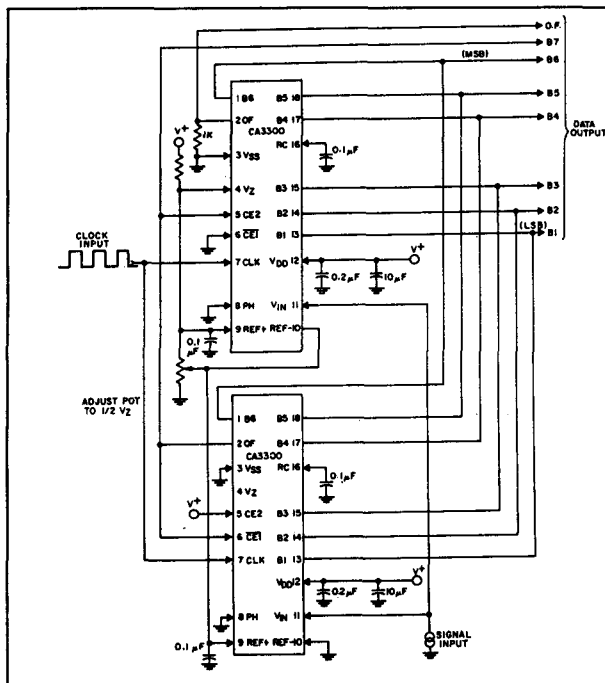 O.F.
B7
(MSB)
B6
B5
B4
DATA
OUTPUT
B3
B2
(LSB)
B1
1 B6
2 OF
CA3300
3 VSS
4 VZ
5 CE2
6 CE1
7 CLK
8 PH
9 REF+
B5 18
B4 17
RC 16
B3 15
B2 14
B1 13
VDD 12
VIN 11
REF-10
V+
1K
0.1μF
0.2μF
10μF
V+
CLOCK
INPUT
0.1
μF
ADJUST POT
TO 1/2 VZ
1 B6
2 OF
CA3300
3 VSS
4 VZ
5 CE2
6 CE1
7 CLK
8 PH
9 REF+
B5 18
B4 17
RC 16
B3 15
B2 14
B1 13
VDD 12
VIN 11
REF-10
V+
0.1μF
0.2μF
10μF
V+
0.1μF
SIGNAL
INPUT